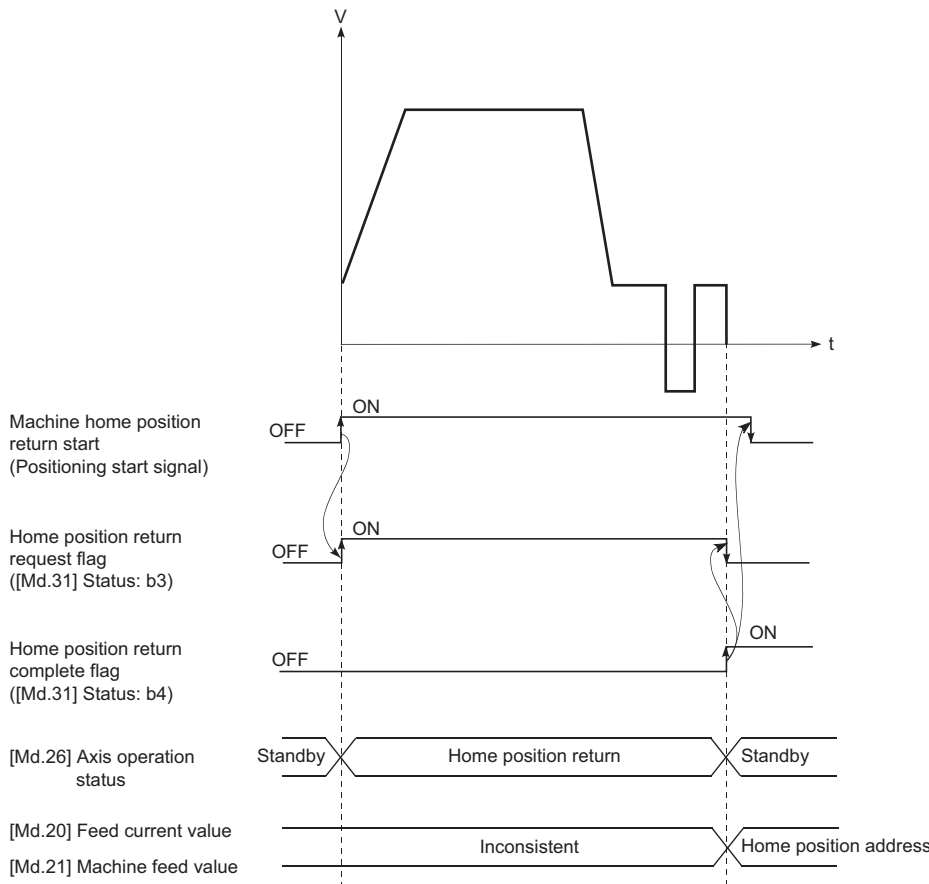 V
t
Machine home position
return start
(Positioning start signal)
OFF
ON
Home position return
request flag
([Md.31] Status: b3)
OFF
ON
Home position return
complete flag
([Md.31] Status: b4)
OFF
ON
[Md.26] Axis operation
status
Standby
Home position return
Standby
[Md.20] Feed current value
[Md.21] Machine feed value
Inconsistent
Home position address